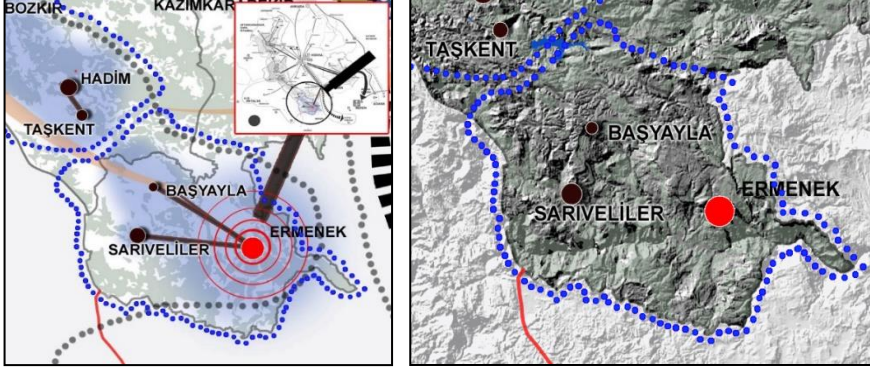 BOZKIR
KAZIMKAR
HADİM
TAŞKENT
BAŞYAYLA
ERMENEK
SARIVELİLER
TAŞKENT
BAŞYAYLA
ERMENEK
SARIVELİLER